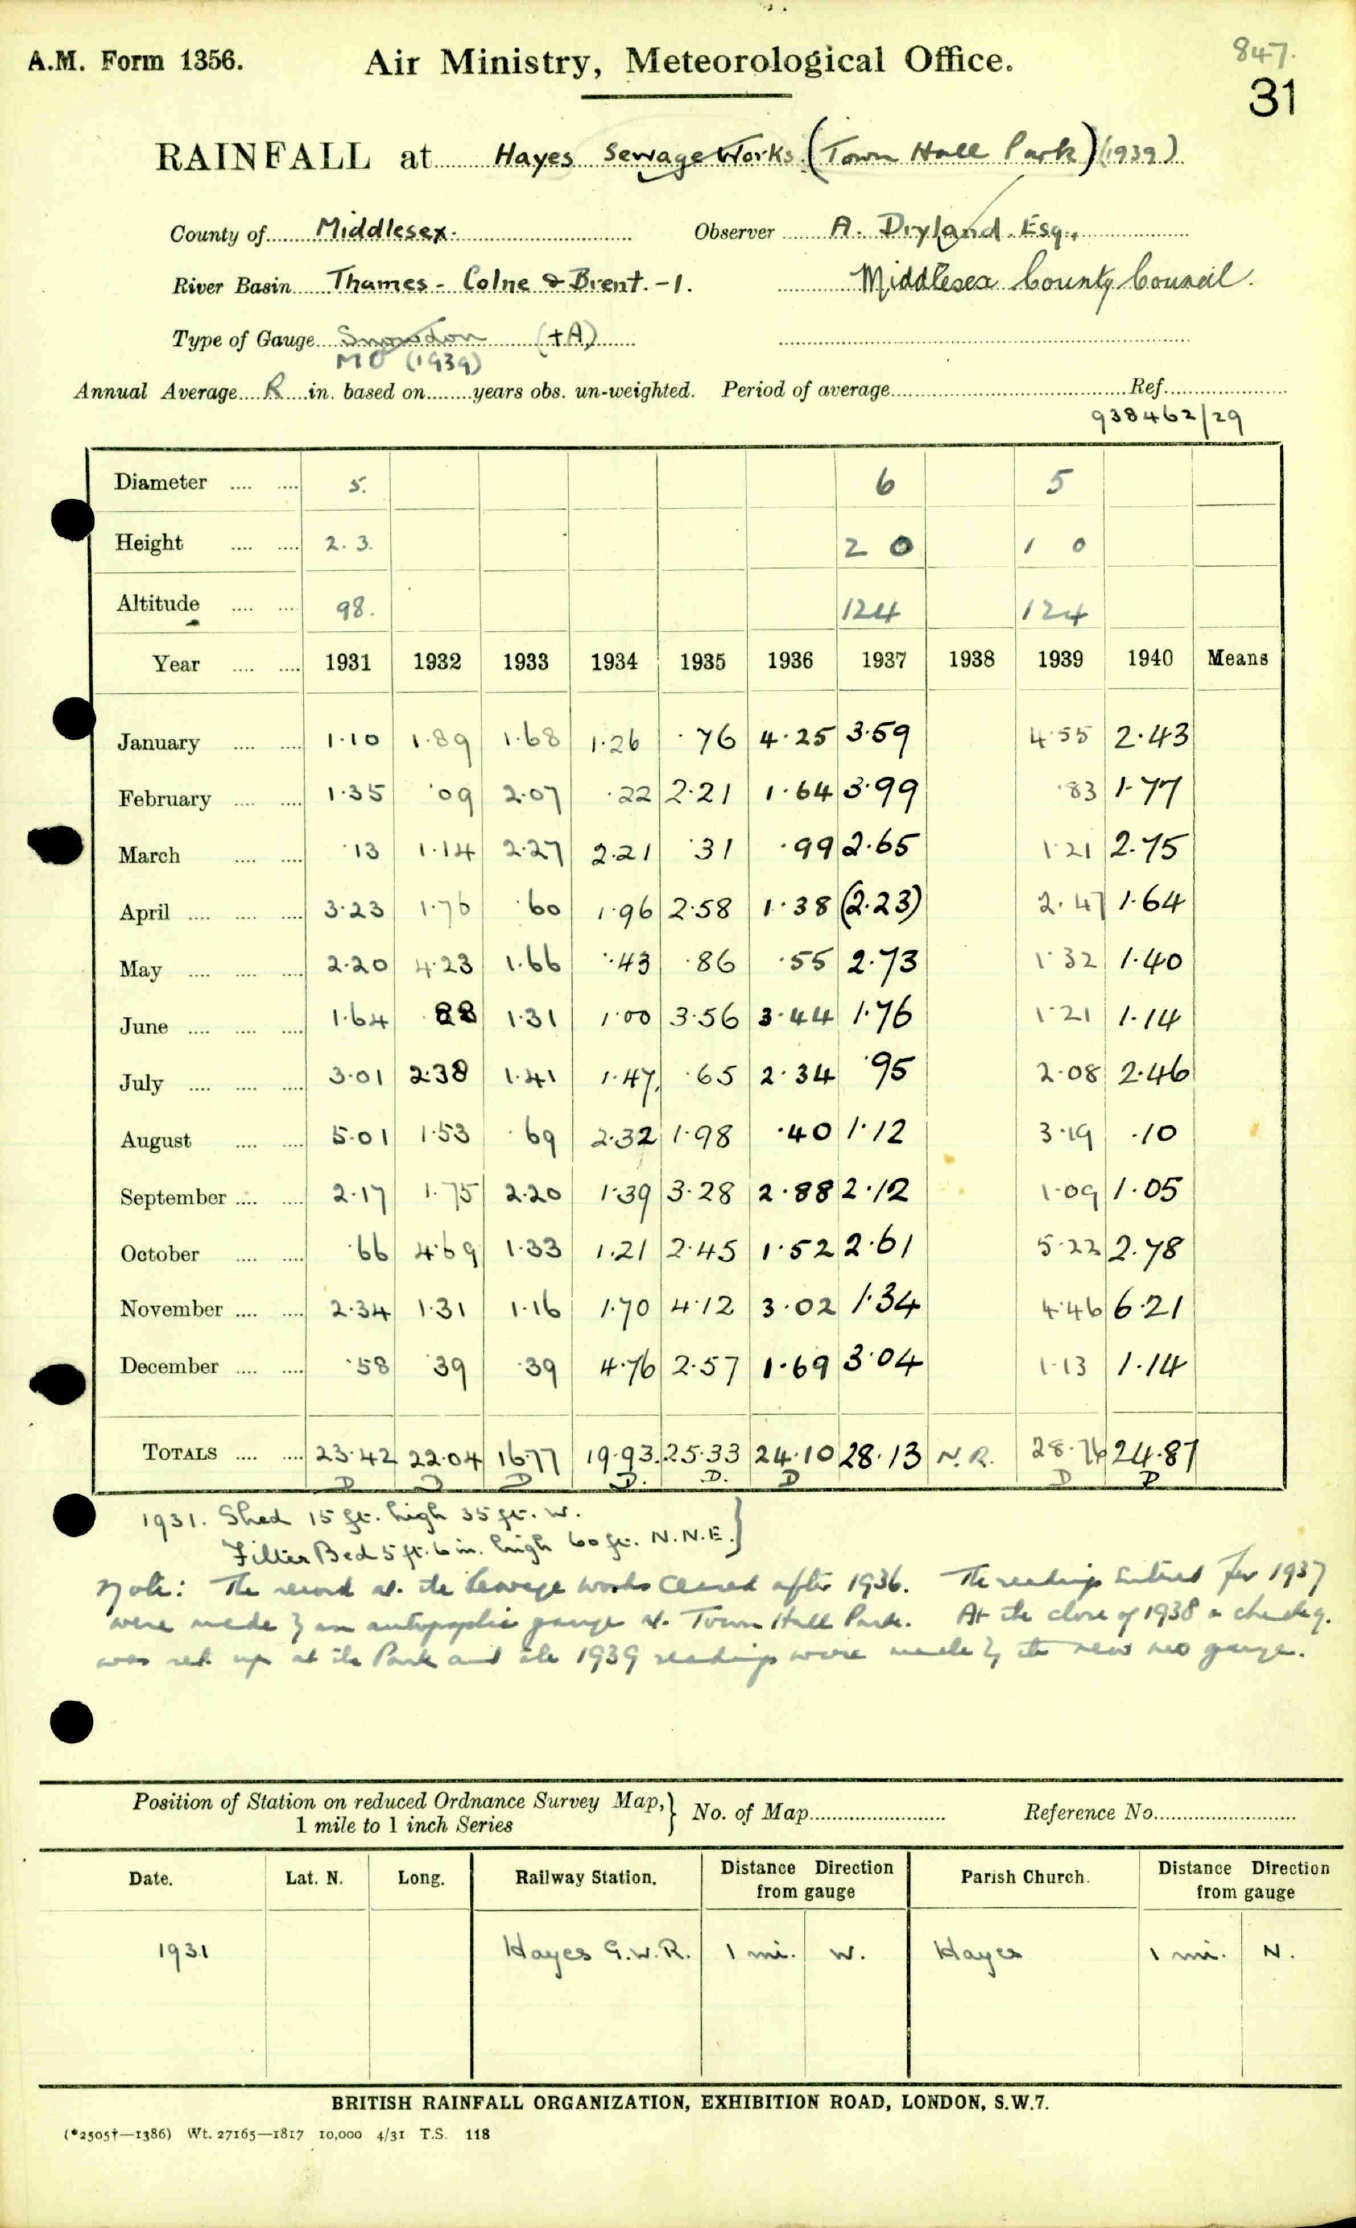 847.
A.M. Form 1356. Air Ministry, Meteorological Office. 31
RAINFALL at Hayes Sewage Works (Town Hall Park) (1939)
County of Middlesex. Observer A. Dryland Esq.,
River Basin Thames - Colne & Brent. -1. Middlesex County Council.
Type of Gauge Snowdon (+A)
MO (1939)
Annual Average R in. based on years obs. un-weighted. Period of average Ref.
938462/29
Diameter 5. 6 5
Height 2. 3. 2 0 1 0
Altitude 98. 124 124
Year 1931 1932 1933 1934 1935 1936 1937 1938 1939 1940 Means
January 1·10 1·89 1·68 1·26 ·76 4·25 3·59 4·55 2·43
February 1·35 ·09 2·07 ·22 2·21 1·64 3·99 ·83 1·77
March ·13 1·14 2·27 2·21 ·31 ·99 2·65 1·21 2·75
April 3·23 1·76 ·60 1·96 2·58 1·38 (2·23) 2·47 1·64
May 2·20 4·23 1·66 ·43 ·86 ·55 2·73 1·32 1·40
June 1·64 ·88 1·31 1·00 3·56 3·44 1·76 1·21 1·14
July 3·01 2·38 1·41 1·47 ·65 2·34 ·95 2·08 2·46
August 5·01 1·53 ·69 2·32 1·98 ·40 1·12 3·19 ·10
September 2·17 1·75 2·20 1·39 3·28 2·88 2·12 1·09 1·05
October ·66 4·69 1·33 1·21 2·45 1·52 2·61 5·22 2·78
November 2·34 1·31 1·16 1·70 4·12 3·02 1·34 4·46 6·21
December ·58 ·39 ·39 4·76 2·57 1·69 3·04 1·13 1·14
TOTALS 23·42 22·04 16·77 19·93 25·33 24·10 28·13 N.R. 28·76 24·87
D D D D. D. D D D
1931. Shed 15 ft. high 35 ft. W.
Filter Bed 5 ft. 6 in. high 60 ft. N.N.E. }
Note: The record at the Sewage works ceased after 1936. The readings entered for 1937
were made by an autographic gauge at Town Hall Park. At the close of 1938 a check g.
was set up at the Park and the 1939 readings were made by the new MO gauge.
Position of Station on reduced Ordnance Survey Map, } No. of Map Reference No.
1 mile to 1 inch Series
Date. Lat. N. Long. Railway Station. Distance Direction from gauge Parish Church. Distance Direction from gauge
1931 Hayes G.W.R. 1 mi. W. Hayes 1 mi. N.
BRITISH RAINFALL ORGANIZATION, EXHIBITION ROAD, LONDON, S.W.7.
(*2505†—1386) Wt. 27165—1817 10,000 4/31 T.S. 118